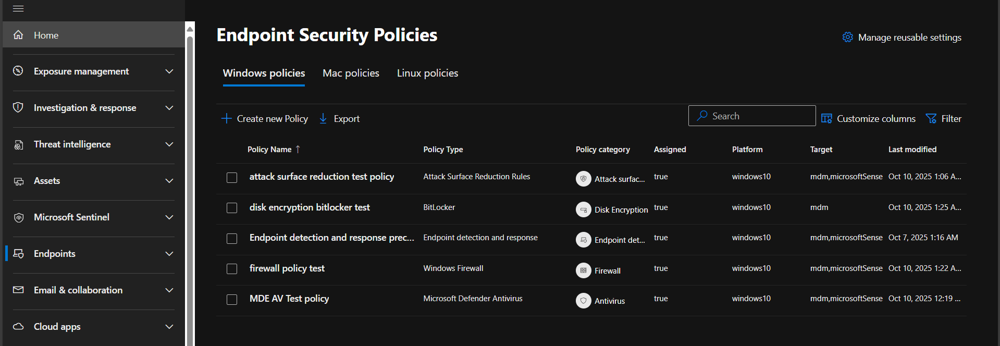 Home
Exposure management
Investigation & response
Threat intelligence
Assets
Microsoft Sentinel
Endpoints
Email & collaboration
Cloud apps
Endpoint Security Policies
Manage reusable settings
Windows policies Mac policies Linux policies
Create new Policy Export Search Customize columns Filter
Policy Name ↑ Policy Type Policy category Assigned Platform Target Last modified
attack surface reduction test policy Attack Surface Reduction Rules Attack surfac... true windows10 mdm,microsoftSense Oct 10, 2025 1:06 A...
disk encryption bitlocker test BitLocker Disk Encryption true windows10 mdm Oct 10, 2025 1:25 A...
Endpoint detection and response prec... Endpoint detection and response Endpoint det... true windows10 mdm,microsoftSense Oct 7, 2025 1:16 AM
firewall policy test Windows Firewall Firewall true windows10 mdm,microsoftSense Oct 10, 2025 1:22 A...
MDE AV Test policy Microsoft Defender Antivirus Antivirus true windows10 mdm,microsoftSense Oct 10, 2025 12:19 ...